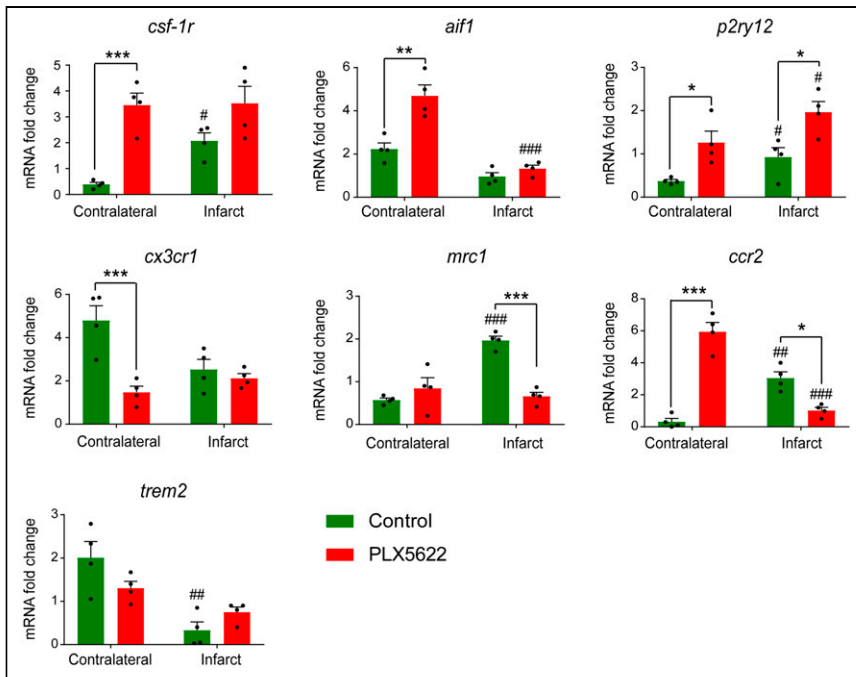 csf-1r
mRNA fold change
5
4
3
2
1
0
***
#
Contralateral
Infarct
aif1
mRNA fold change
6
4
2
0
**
###
Contralateral
Infarct
p2ry12
mRNA fold change
3
2
1
0
*
*
#
#
Contralateral
Infarct
cx3cr1
mRNA fold change
6
4
2
0
***
Contralateral
Infarct
mrc1
mRNA fold change
3
2
1
0
***
###
Contralateral
Infarct
ccr2
mRNA fold change
8
6
4
2
0
***
*
##
###
Contralateral
Infarct
trem2
mRNA fold change
3
2
1
0
##
Contralateral
Infarct
Control
PLX5622